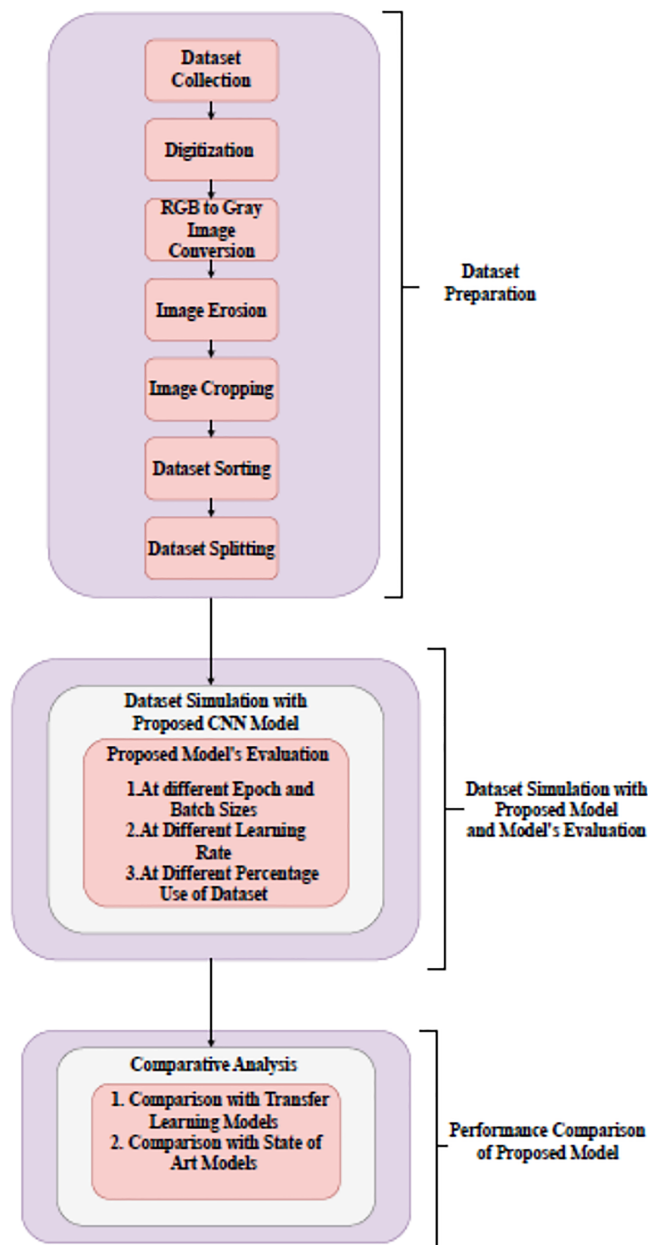 Dataset
Collection
Digitization
RGB to Gray
Image
Conversion
Image Erosion
Image Cropping
Dataset Sorting
Dataset Splitting
Dataset
Preparation
Dataset Simulation with
Proposed CNN Model
Proposed Model's Evaluation
1.At different Epoch and
Batch Sizes
2.At Different Learning
Rate
3.At Different Percentage
Use of Dataset
Dataset Simulation with
Proposed Model
and Model's Evaluation
Comparative Analysis
1. Comparison with Transfer
Learning Models
2. Comparison with State of
Art Models
Performance Comparison
of Proposed Model